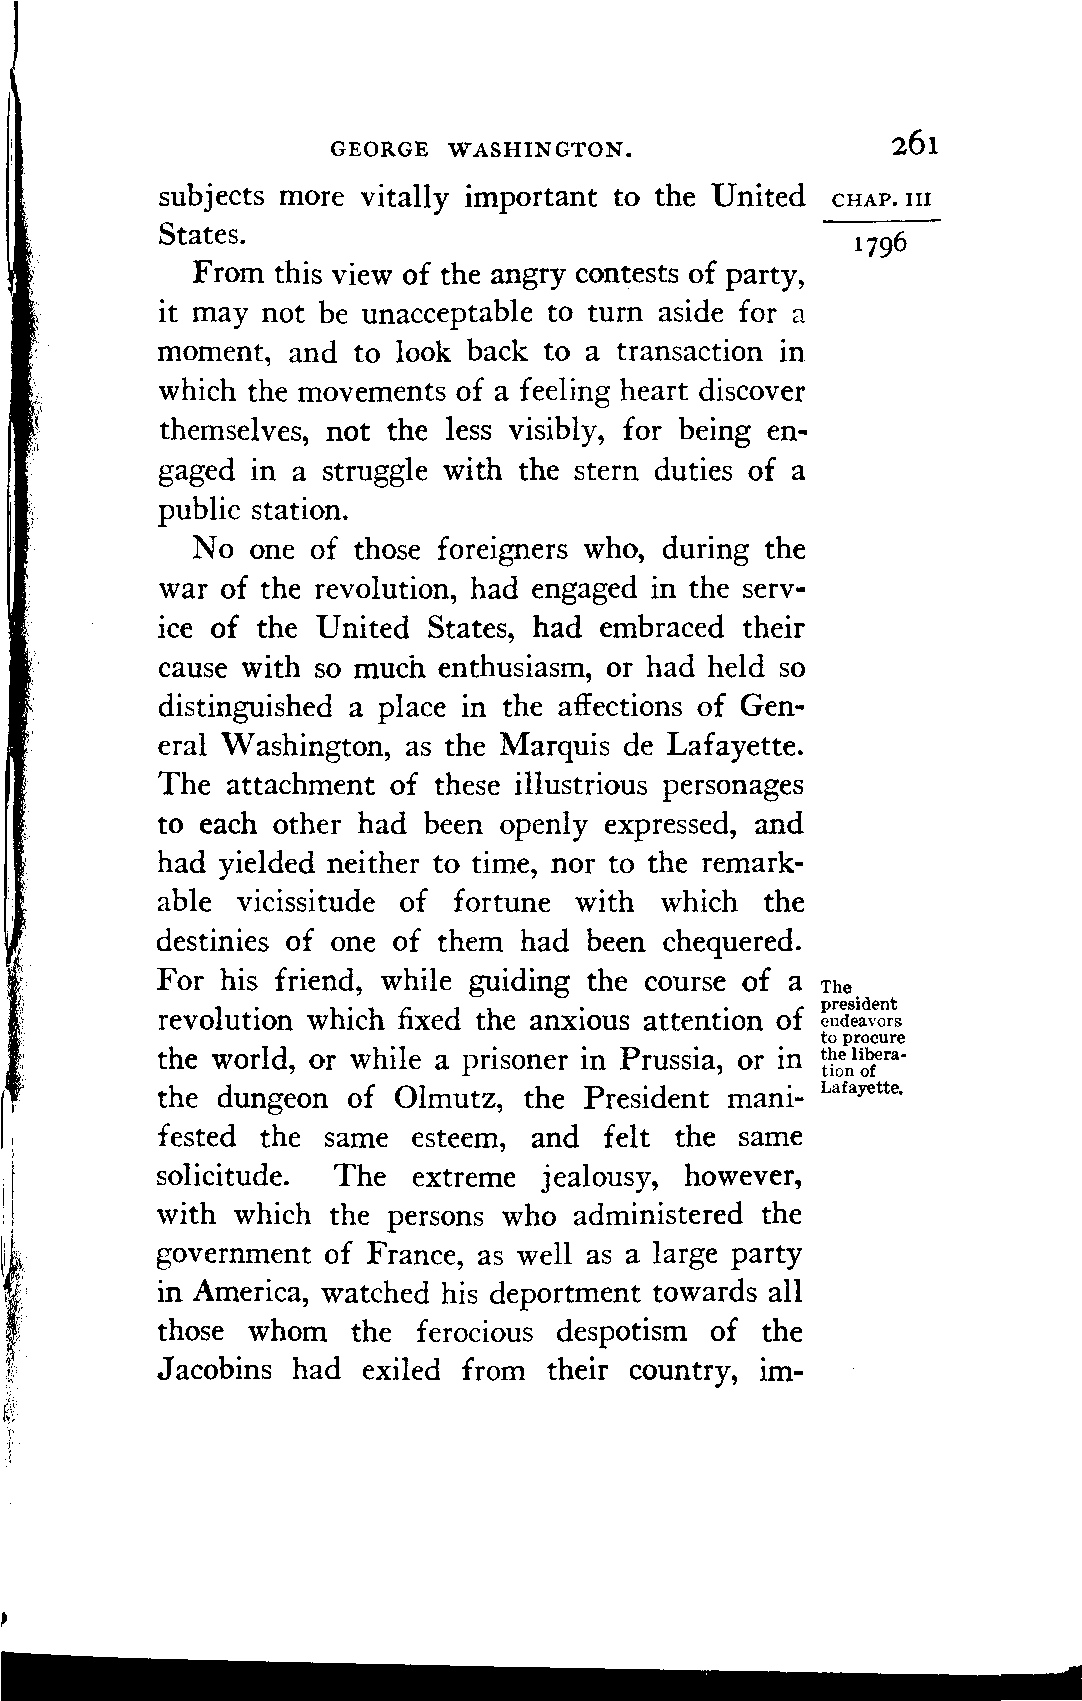 GEORGE WASHINGTON. 261
subjects more vitally important to the United
States.
CHAP. III
1796
From this view of the angry contests of party,
it may not be unacceptable to turn aside for a
moment, and to look back to a transaction in
which the movements of a feeling heart discover
themselves, not the less visibly, for being en-
gaged in a struggle with the stern duties of a
public station.
No one of those foreigners who, during the
war of the revolution, had engaged in the serv-
ice of the United States, had embraced their
cause with so much enthusiasm, or had held so
distinguished a place in the affections of Gen-
eral Washington, as the Marquis de Lafayette.
The attachment of these illustrious personages
to each other had been openly expressed, and
had yielded neither to time, nor to the remark-
able vicissitude of fortune with which the
destinies of one of them had been chequered.
For his friend, while guiding the course of a
revolution which fixed the anxious attention of
the world, or while a prisoner in Prussia, or in
the dungeon of Olmutz, the President mani-
fested the same esteem, and felt the same
solicitude. The extreme jealousy, however,
with which the persons who administered the
government of France, as well as a large party
in America, watched his deportment towards all
those whom the ferocious despotism of the
Jacobins had exiled from their country, im-
The
president
endeavors
to procure
the libera-
tion of
Lafayette.